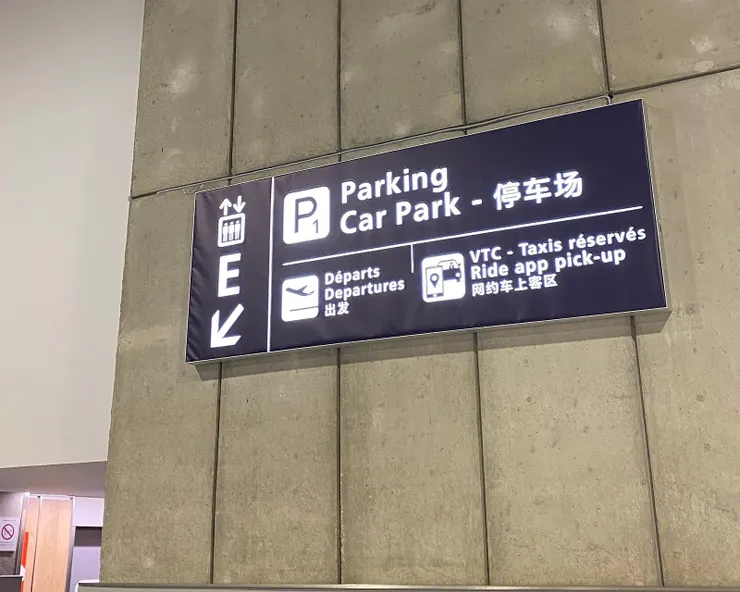 E
P1
Parking
Car Park - 停车场
Départs
Departures
出发
VTC - Taxis réservés
Ride app pick-up
网约车上客区